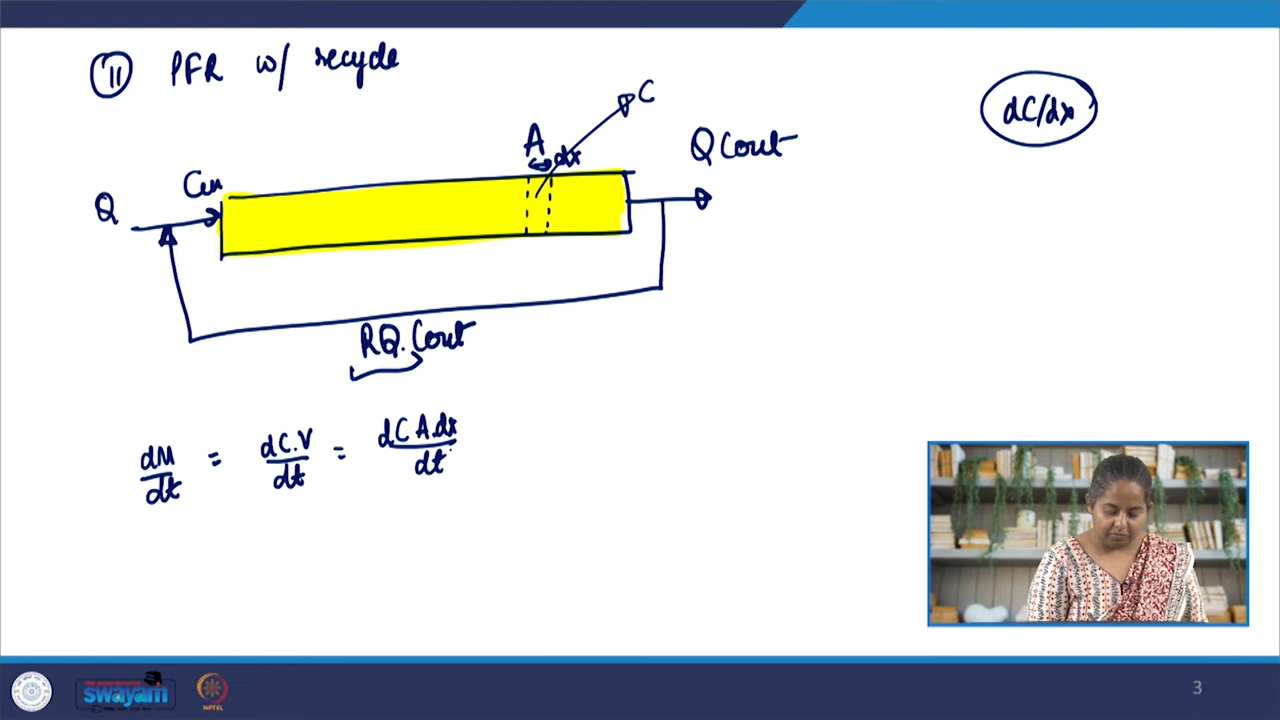 II PFR w/ recycle
dC/dx
C
A
dx
Q Cout
Cin
Q
RQ.Cout
dM/dt = dC.V/dt = dC A.dx/dt
3
swayam
NPTEL